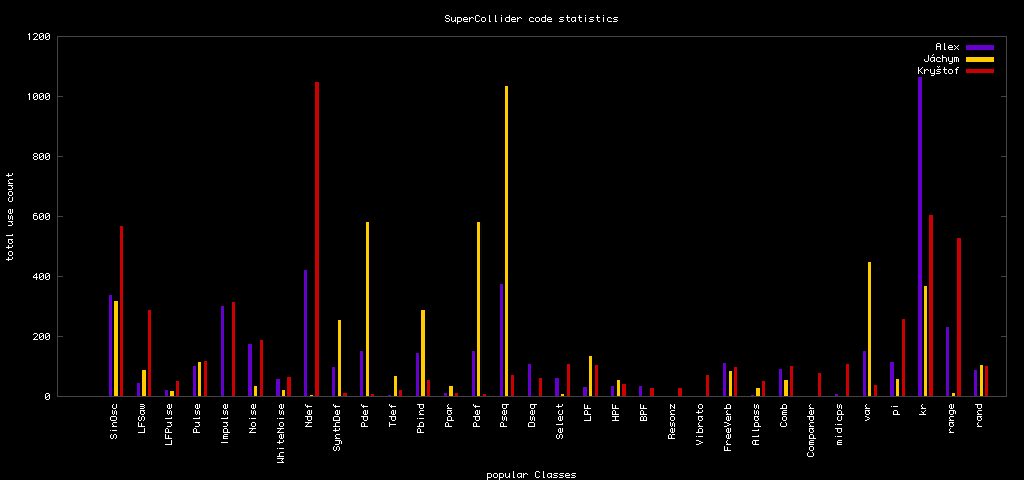 SuperCollider code statistics
1200
1000
800
600
400
200
0
total use count
Alex
Jáchym
Kryštof
SinOsc
LFSaw
LFPulse
Pulse
Impulse
Noise
WhiteNoise
Ndef
SynthDef
Pdef
Tdef
Pbind
Ppar
Pdef
Pseq
Dseq
Select
LPF
HPF
BPF
Resonz
Vibrato
FreeVerb
Allpass
Comb
Compander
midicps
var
pi
kr
range
rand
popular Classes